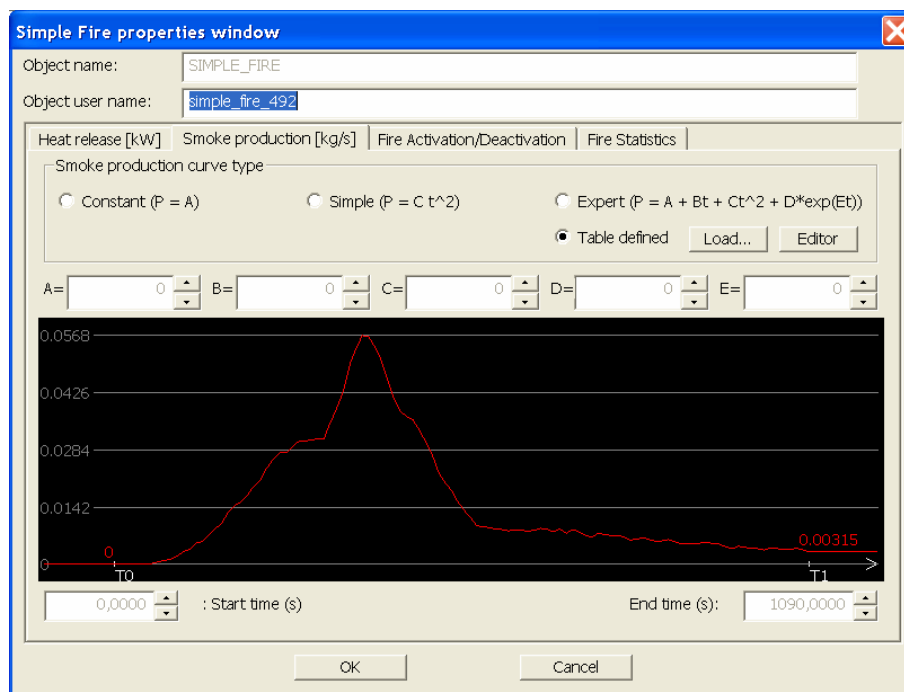 Simple Fire properties window
Object name: SIMPLE_FIRE
Object user name: simple_fire_492
Heat release [kW] Smoke production [kg/s] Fire Activation/Deactivation Fire Statistics
Smoke production curve type
Constant (P = A) Simple (P = C t^2) Expert (P = A + Bt + Ct^2 + D*exp(Et))
Table defined Load... Editor
A= 0 B= 0 C= 0 D= 0 E= 0
0.0568
0.0426
0.0284
0.0142
0 0.00315
0
T0 T1
0,0000 : Start time (s) End time (s): 1090,0000
OK Cancel